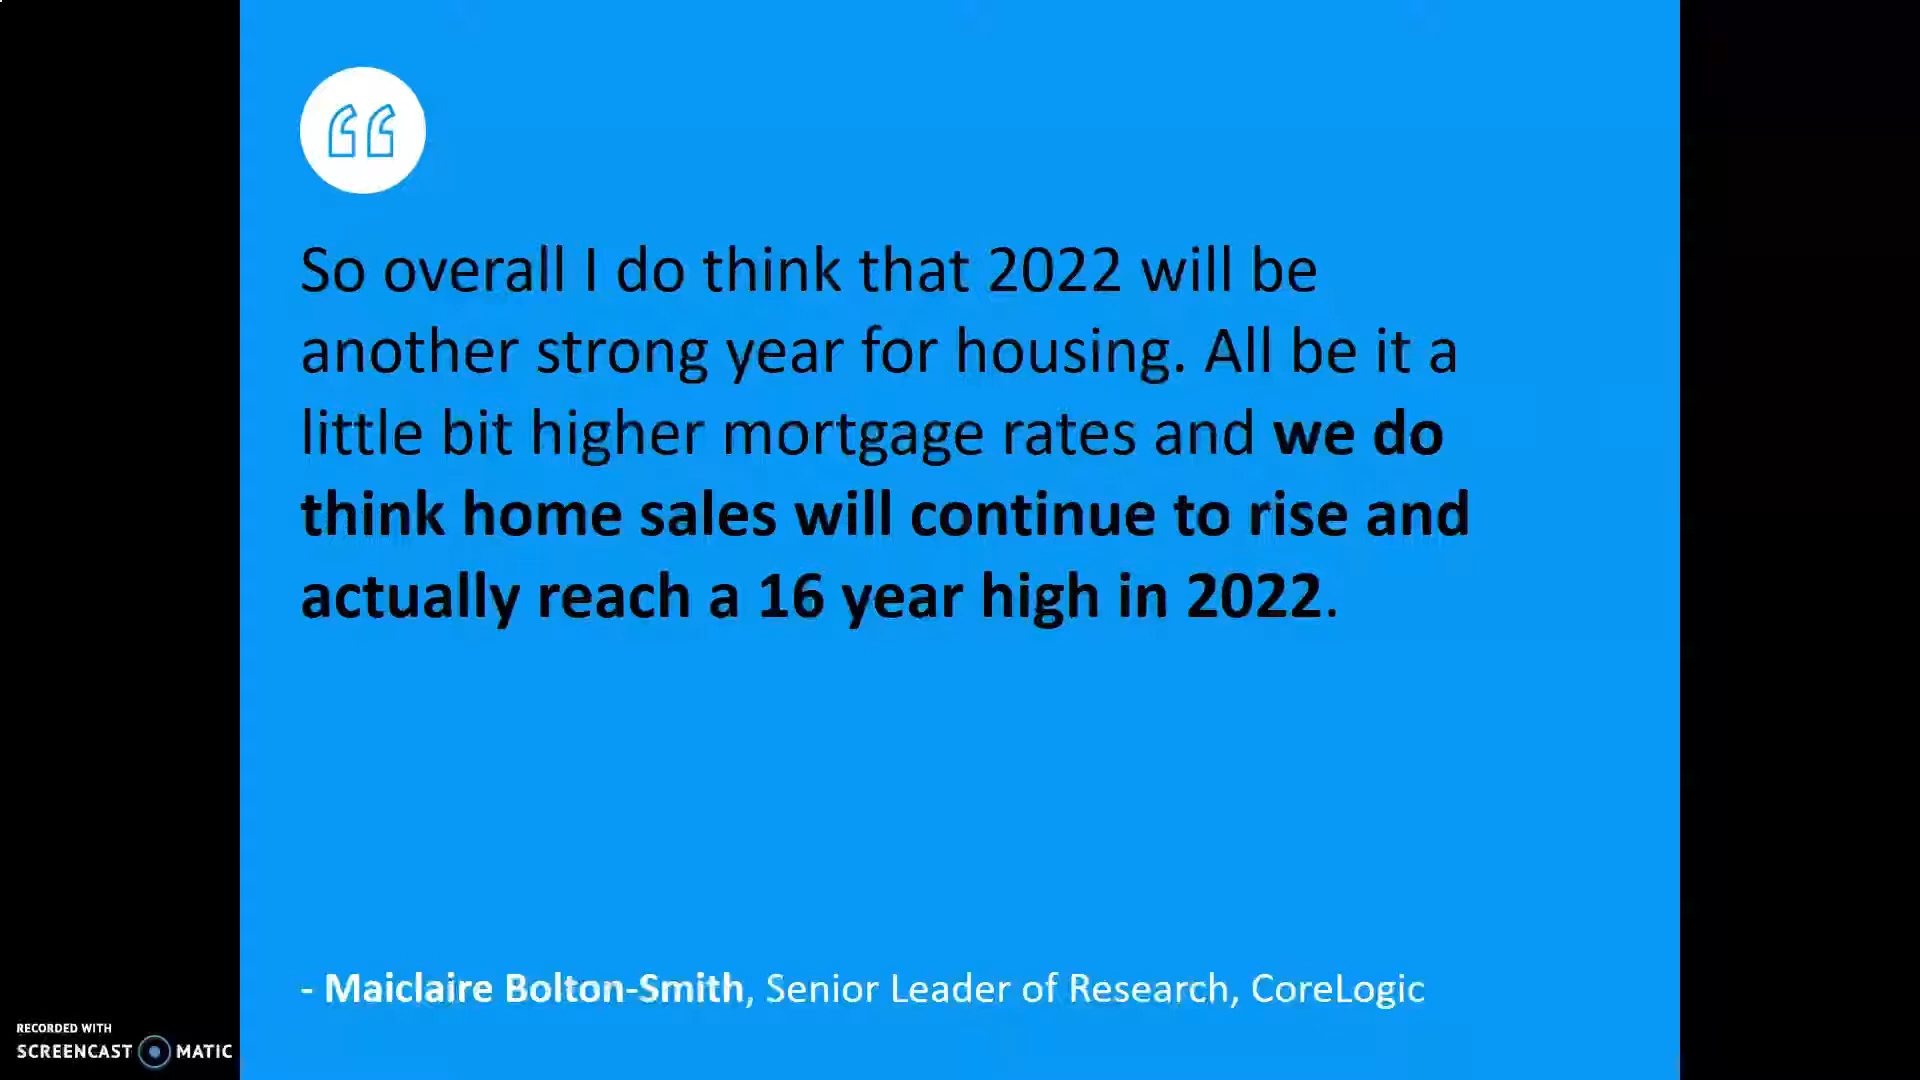 “
So overall I do think that 2022 will be
another strong year for housing. All be it a
little bit higher mortgage rates and we do
think home sales will continue to rise and
actually reach a 16 year high in 2022.
- Maiclaire Bolton-Smith, Senior Leader of Research, CoreLogic
RECORDED WITH
SCREENCAST MATIC